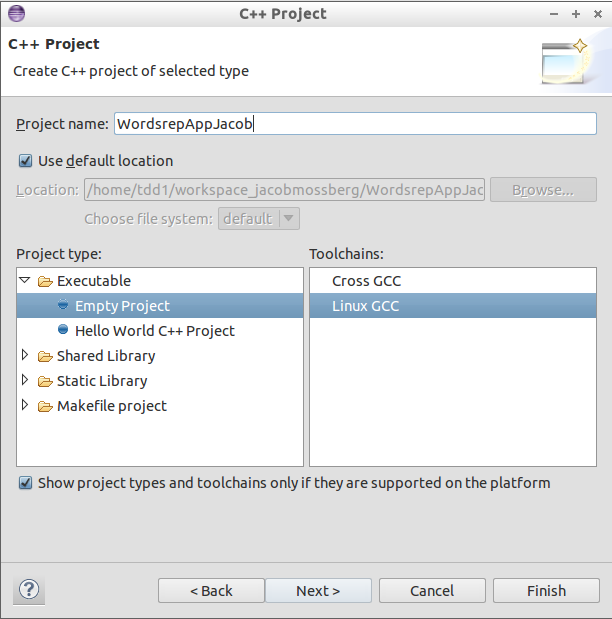 C++ Project
C++ Project
Create C++ project of selected type
Project name: WordsrepAppJacob
Use default location
Location: /home/tdd1/workspace_jacobmossberg/WordsrepAppJac Browse...
Choose file system: default
Project type: Toolchains:
Executable Cross GCC
Empty Project Linux GCC
Hello World C++ Project
Shared Library
Static Library
Makefile project
Show project types and toolchains only if they are supported on the platform
? < Back Next > Cancel Finish